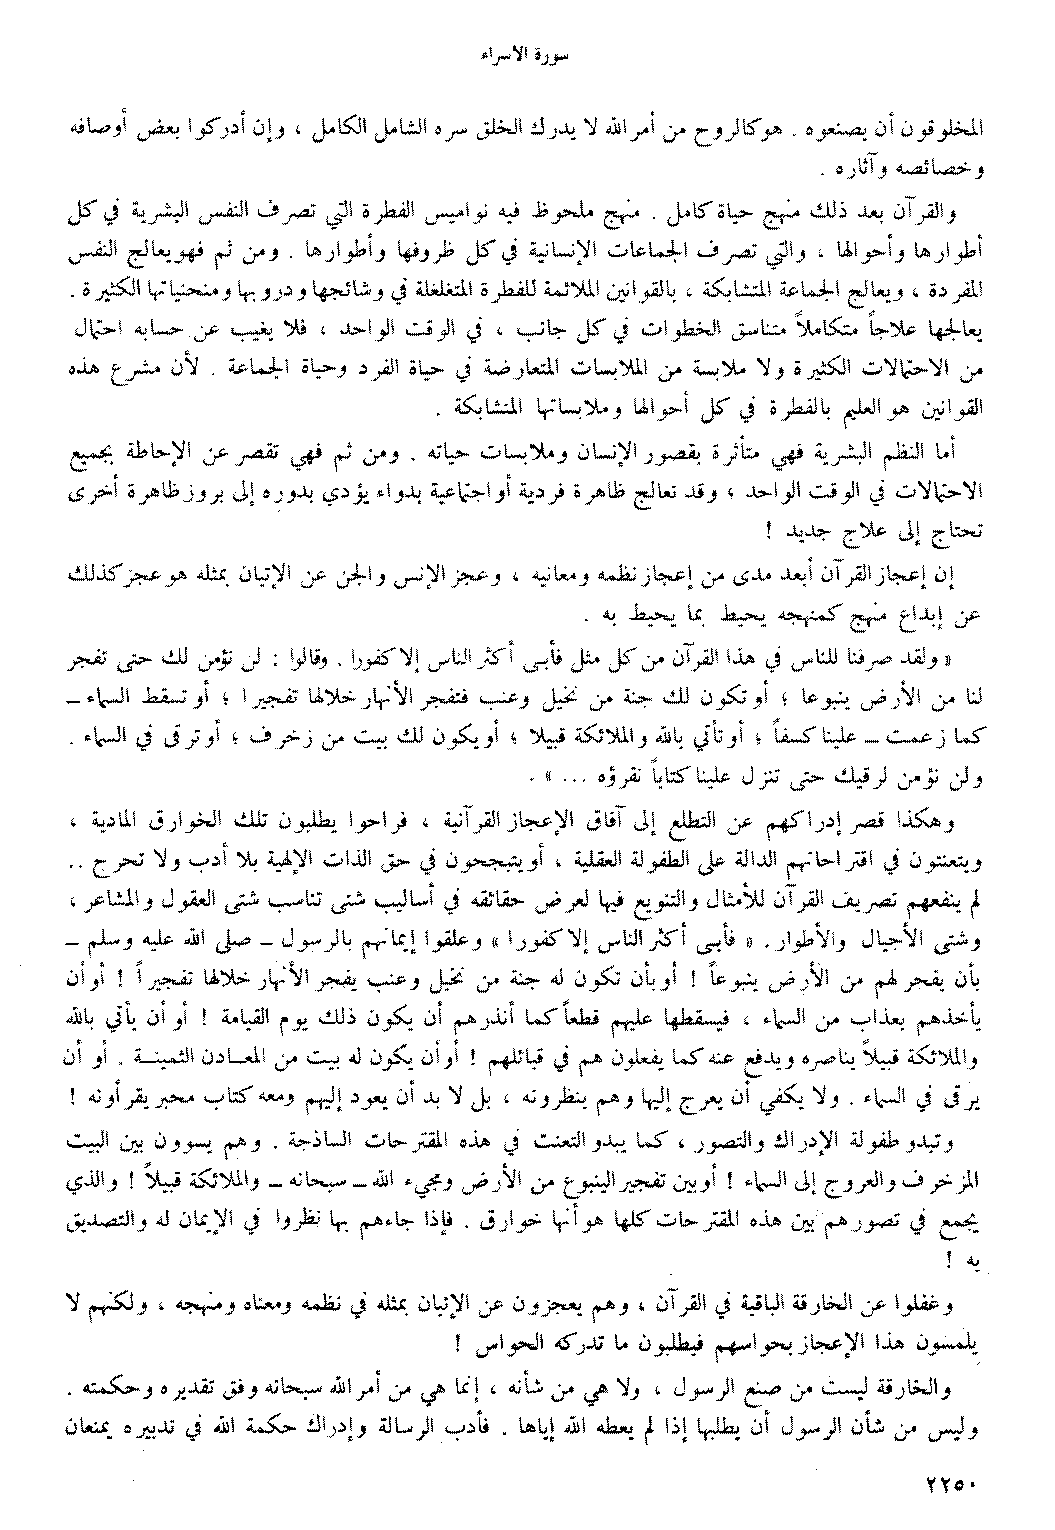 سورة الاسراء
المخلوقون أن يصنعوه . هو كالروح من أمر الله لا يدرك الخلق سره الشامل الكامل ، وإن أدركوا بعض أوصافه
وخصائصه وآثاره .
والقرآن بعد ذلك منهج حياة كامل . منهج ملحوظ فيه نواميس الفطرة التي تصرف النفس البشرية في كل
أطوارها وأحوالها ، والتي تصرف الجماعات الإنسانية في كل ظروفها وأطوارها . ومن ثم فهو يعالج النفس
المفردة ، ويعالج الجماعة المتشابكة ، بالقوانين الملائمة للفطرة المتغلغلة في وشائجها ودروبها ومنحنياتها الكثيرة .
يعالجها علاجاً متكاملاً متناسق الخطوات في كل جانب ، في الوقت الواحد ، فلا يغيب عن حسابه احتمال
من الاحتمالات الكثيرة ولا ملابسة من الملابسات المتعارضة في حياة الفرد وحياة الجماعة . لأن مشرع هذه
القوانين هو العليم بالفطرة في كل أحوالها وملابساتها المتشابكة .
أما النظم البشرية فهي متأثرة بقصور الإنسان وملابسات حياته . ومن ثم فهي تقصر عن الإحاطة بجميع
الاحتمالات في الوقت الواحد ، وقد تعالج ظاهرة فردية أو اجتماعية بدواء يؤدي بدوره إلى بروز ظاهرة أخرى
تحتاج إلى علاج جديد !
إن إعجاز القرآن أبعد مدى من إعجاز نظمه ومعانيه ، وعجز الإنس والجن عن الإتيان بمثله هو عجز كذلك
عن إبداع منهج كمنهجه يحيط بما يحيط به .
« ولقد صرفنا للناس في هذا القرآن من كل مثل فأبى أكثر الناس إلا كفورا . وقالوا : لن نؤمن لك حتى تفجر
لنا من الأرض ينبوعا ؛ أو تكون لك جنة من نخيل وعنب فتفجر الأنهار خلالها تفجيرا ؛ أو تسقط السماء –
كما زعمت – علينا كسفاً ؛ أو تأتي بالله والملائكة قبيلا ؛ أو يكون لك بيت من زخرف ؛ أو ترقى في السماء .
ولن نؤمن لرقيك حتى تنزل علينا كتاباً نقرؤه ... » .
وهكذا قصر إدراكهم عن التطلع إلى آفاق الإعجاز القرآنية ، فراحوا يطلبون تلك الخوارق المادية ،
ويتعنتون في اقتراحاتهم الدالة على الطفولة العقلية ، أو يتبجحون في حق الذات الإلهية بلا أدب ولا تحرج ..
لم ينفعهم تصريف القرآن للأمثال والتنويع فيها لعرض حقائقه في أساليب شتى تناسب شتى العقول والمشاعر ،
وشتى الأجيال والأطوار . « فأبى أكثر الناس إلا كفورا » وعلقوا إيمانهم بالرسول – صلى الله عليه وسلم –
بأن يفجر لهم من الأرض ينبوعاً ! أو بأن تكون له جنة من نخيل وعنب يفجر الأنهار خلالها تفجيراً ! أو أن
يأخذهم بعذاب من السماء ، فيسقطها عليهم قطعاً كما أنذرهم أن يكون ذلك يوم القيامة ! أو أن يأتي بالله
والملائكة قبيلاً يناصره ويدفع عنه كما يفعلون هم في قبائلهم ! أو أن يكون له بيت من المعادن الثمينة . أو أن
يرقى في السماء . ولا يكفي أن يعرج إليها وهم ينظرونه ، بل لا بد أن يعود إليهم ومعه كتاب محبر يقرأونه !
وتبدو طفولة الإدراك والتصور ، كما يبدو التعنت في هذه المقترحات الساذجة . وهم يسوون بين البيت
المزخرف والعروج إلى السماء ! أو بين تفجير الينبوع من الأرض ومجيء الله – سبحانه – والملائكة قبيلاً ! والذي
يجمع في تصورهم بين هذه المقترحات كلها هو أنها خوارق . فإذا جاءهم بها نظروا في الإيمان له والتصديق
به !
وغفلوا عن الخارقة الباقية في القرآن ، وهم يعجزون عن الإتيان بمثله في نظمه ومعناه ومنهجه ، ولكنهم لا
يلمسون هذا الإعجاز بحواسهم فيطلبون ما تدركه الحواس !
والخارقة ليست من صنع الرسول ، ولا هي من شأنه ، إنما هي من أمر الله سبحانه وفق تقديره وحكمته .
وليس من شأن الرسول أن يطلبها إذا لم يعطه الله إياها . فأدب الرسالة وإدراك حكمة الله في تدبيره يمنعان
٢٢٥٠